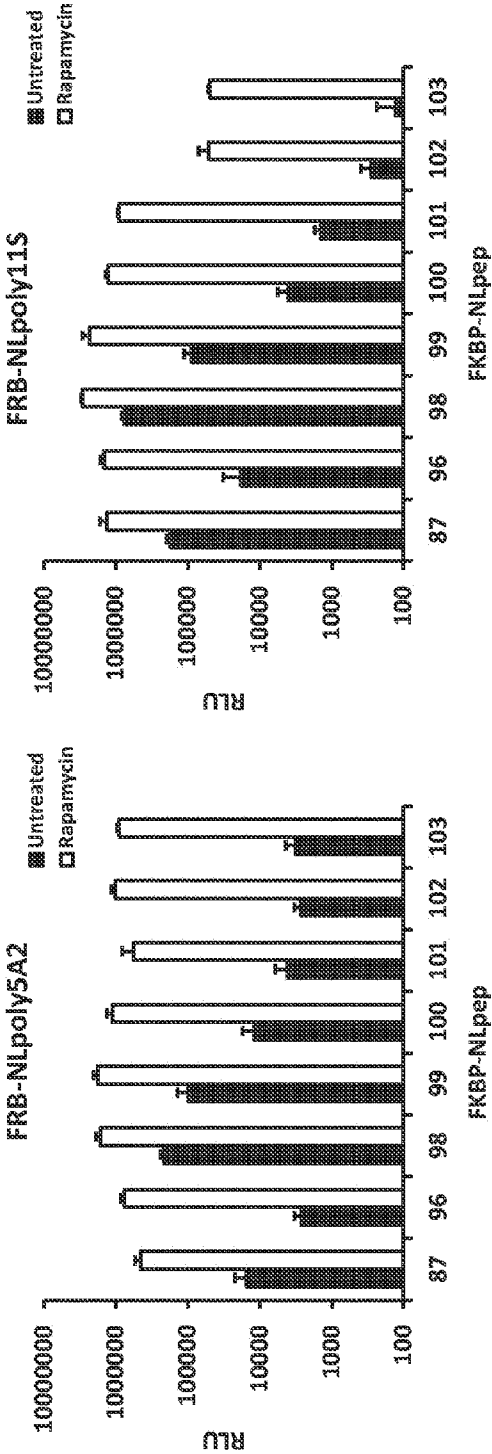 FRB-NLpoly5A2
Untreated
Rapamycin
RLU
10000000
1000000
100000
10000
1000
100
87 96 98 99 100 101 102 103
FKBP-NLpep
FRB-NLpoly11S
Untreated
Rapamycin
RLU
10000000
1000000
100000
10000
1000
100
87 96 98 99 100 101 102 103
FKBP-NLpep